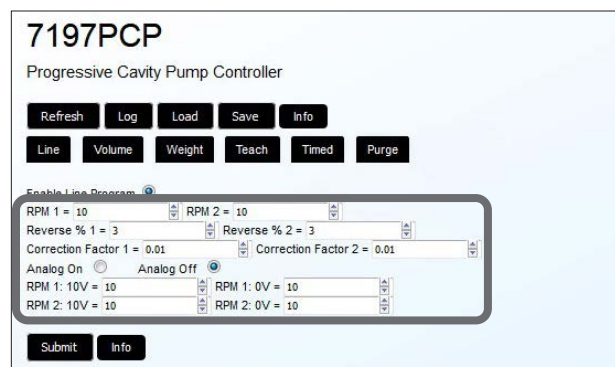 7197PCP
Progressive Cavity Pump Controller
Refresh Log Load Save Info
Line Volume Weight Teach Timed Purge
Enable Line Program
RPM 1 = 10 RPM 2 = 10
Reverse % 1 = 3 Reverse % 2 = 3
Correction Factor 1 = 0.01 Correction Factor 2 = 0.01
Analog On Analog Off
RPM 1: 10V = 10 RPM 1: 0V = 10
RPM 2: 10V = 10 RPM 2: 0V = 10
Submit Info